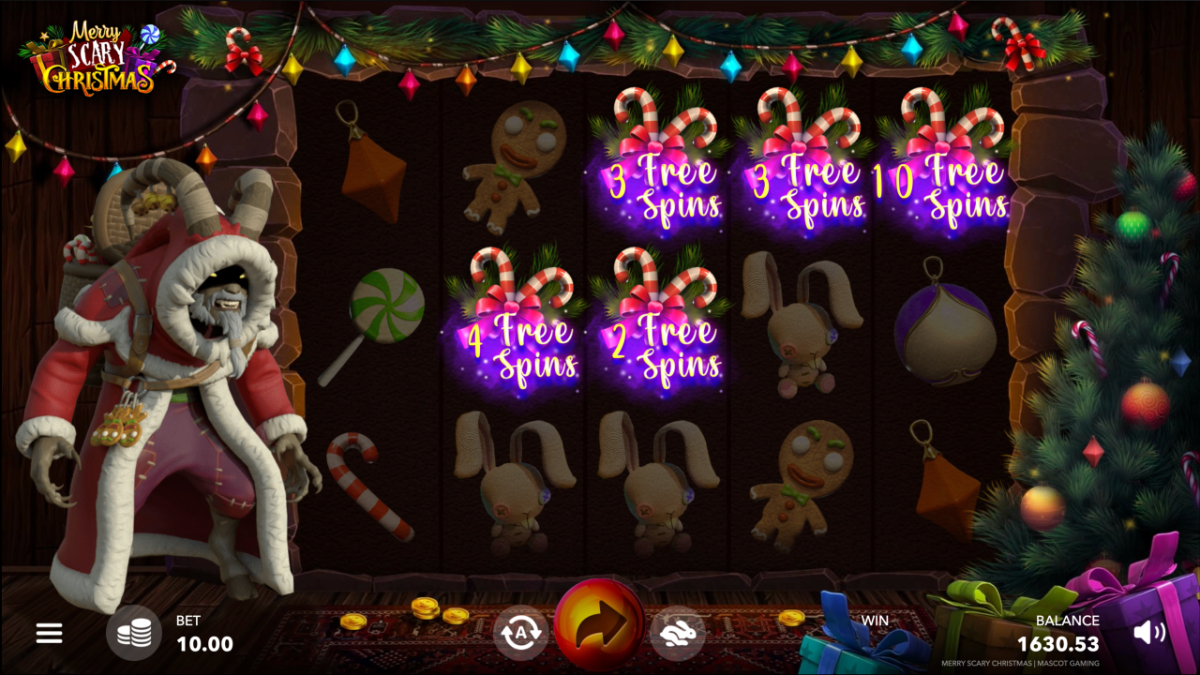 Merry
SCARY
CHRISTMAS
3 Free
Spins
3 Free
Spins
10 Free
Spins
4 Free
Spins
2 Free
Spins
BET
10.00
A
WIN
BALANCE
1630.53
MERRY SCARY CHRISTMAS | MASCOT GAMING